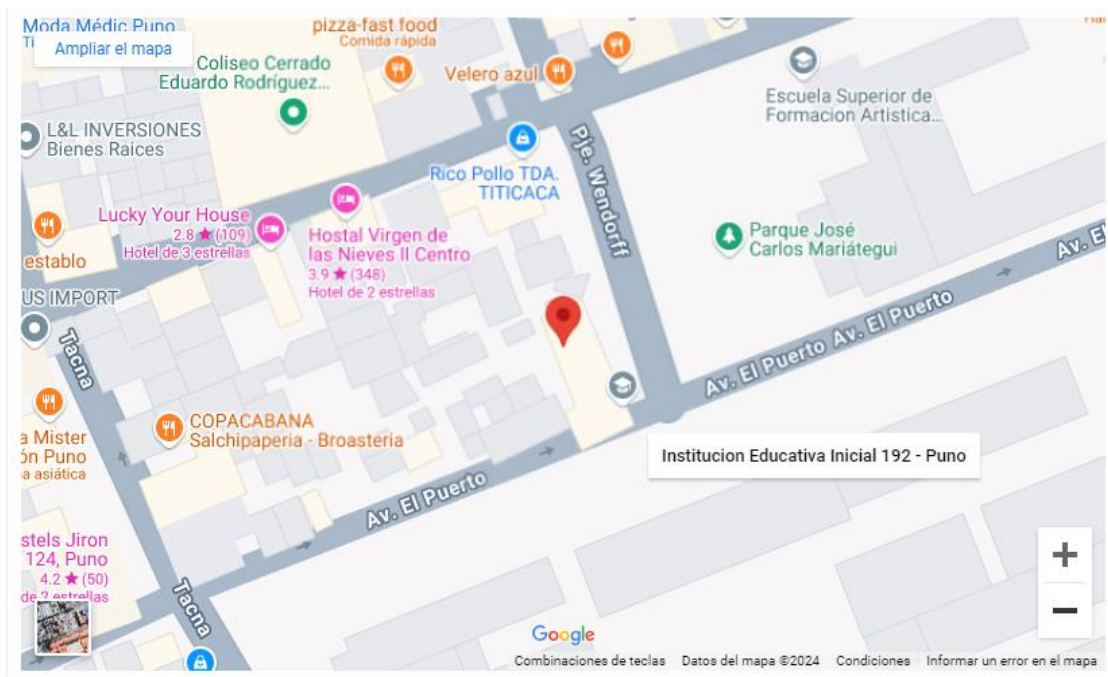 Moda Médic Puno
Ampliar el mapa
pizza-fast food
Comida rápida
Coliseo Cerrado
Eduardo Rodríguez...
Velero azul
Escuela Superior de
Formacion Artistica...
L&L INVERSIONES
Bienes Raices
Rico Pollo TDA.
TITICACA
Pje. Wendorff
Lucky Your House
2.8 ★ (109)
Hotel de 3 estrellas
Hostal Virgen de
las Nieves II Centro
3.9 ★ (348)
Hotel de 2 estrellas
Parque José
Carlos Mariátegui
Av. E
establo
US IMPORT
Tacna
Av. El Puerto
Av. El Puerto
COPACABANA
Salchipaperia - Broasteria
a Mister
ón Puno
a asiática
Institucion Educativa Inicial 192 - Puno
Av. El Puerto
stels Jiron
124, Puno
4.2 ★ (50)
de 2 estrellas
Tacna
+
−
Google
Combinaciones de teclas
Datos del mapa ©2024
Condiciones
Informar un error en el mapa